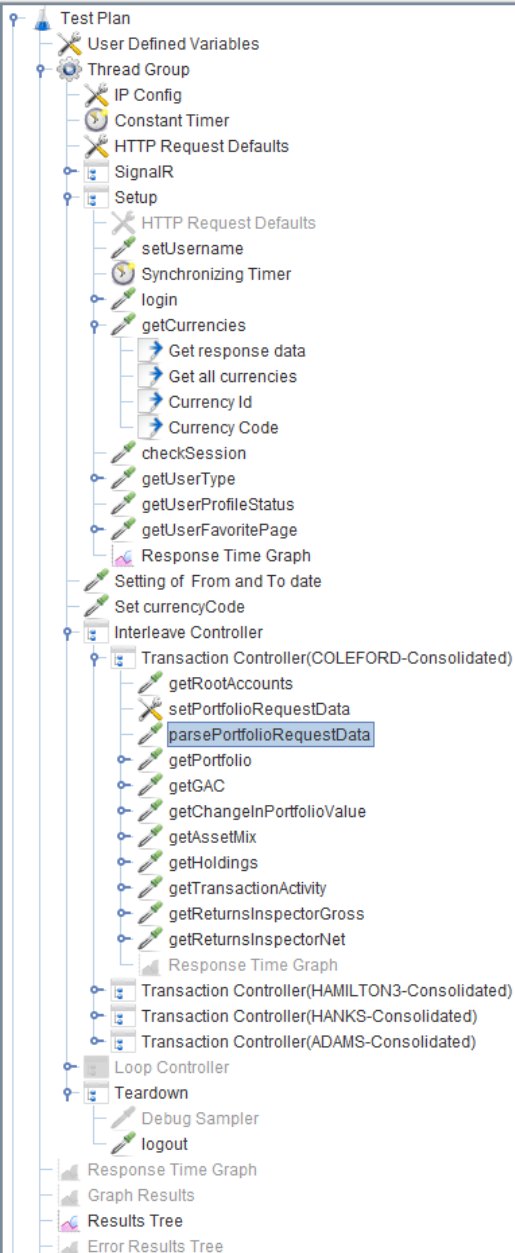 Test Plan
User Defined Variables
Thread Group
IP Config
Constant Timer
HTTP Request Defaults
SignalR
Setup
HTTP Request Defaults
setUsername
Synchronizing Timer
login
getCurrencies
Get response data
Get all currencies
Currency Id
Currency Code
checkSession
getUserType
getUserProfileStatus
getUserFavoritePage
Response Time Graph
Setting of From and To date
Set currencyCode
Interleave Controller
Transaction Controller(COLEFORD-Consolidated)
getRootAccounts
setPortfolioRequestData
parsePortfolioRequestData
getPortfolio
getGAC
getChangeInPortfolioValue
getAssetMix
getHoldings
getTransactionActivity
getReturnsInspectorGross
getReturnsInspectorNet
Response Time Graph
Transaction Controller(HAMILTON3-Consolidated)
Transaction Controller(HANKS-Consolidated)
Transaction Controller(ADAMS-Consolidated)
Loop Controller
Teardown
Debug Sampler
logout
Response Time Graph
Graph Results
Results Tree
Error Results Tree